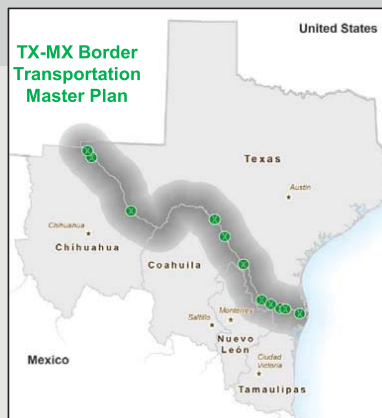 United States
TX-MX Border
Transportation
Master Plan
Texas
Austin
Chihuahua
Chihuahua
Coahuila
Monterrey
Saltillo
Nuevo
León
Mexico
Ciudad
Victoria
Tamaulipas